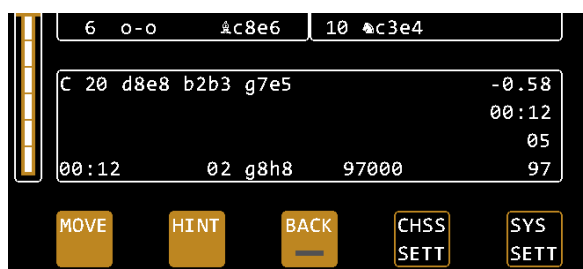 6 o-o ♗c8e6 10 ♞c3e4
C 20 d8e8 b2b3 g7e5 -0.58
00:12
05
00:12 02 g8h8 97000 97
MOVE HINT BACK CHSS SYS
SETT SETT